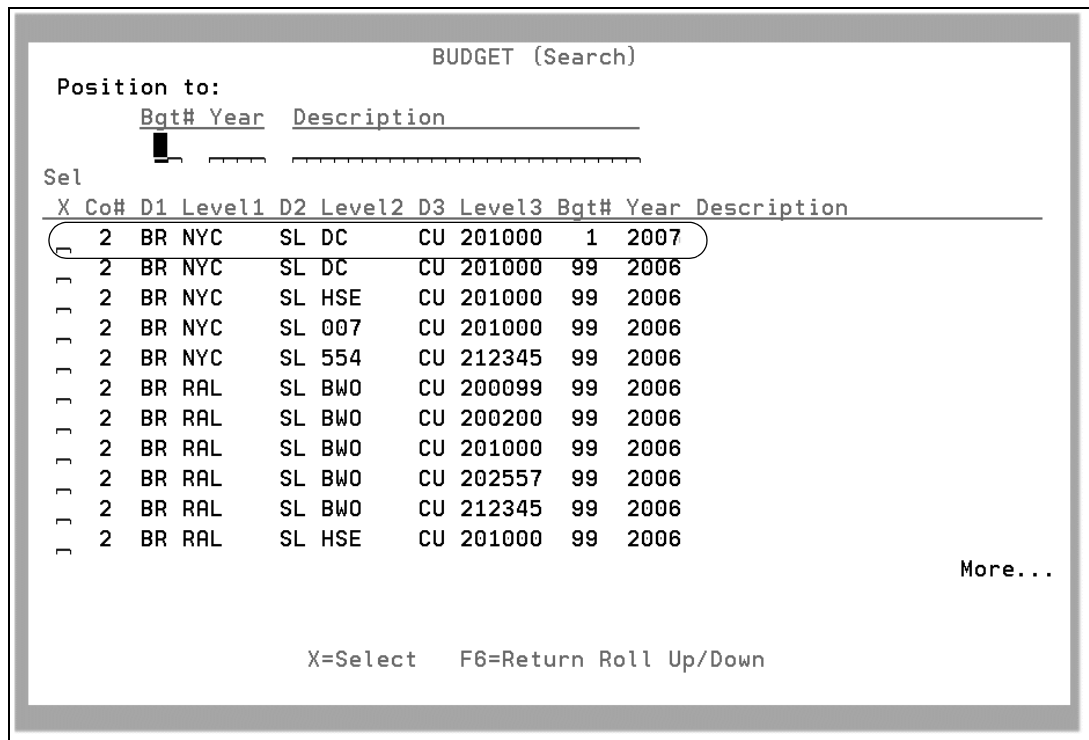 BUDGET (Search)
Position to:
Bgt# Year Description
Sel
X Co# D1 Level1 D2 Level2 D3 Level3 Bgt# Year Description
2 BR NYC SL DC CU 201000 1 2007
2 BR NYC SL DC CU 201000 99 2006
2 BR NYC SL HSE CU 201000 99 2006
2 BR NYC SL 007 CU 201000 99 2006
2 BR NYC SL 554 CU 212345 99 2006
2 BR RAL SL BWO CU 200099 99 2006
2 BR RAL SL BWO CU 200200 99 2006
2 BR RAL SL BWO CU 201000 99 2006
2 BR RAL SL BWO CU 202557 99 2006
2 BR RAL SL BWO CU 212345 99 2006
2 BR RAL SL HSE CU 201000 99 2006
More...
X=Select F6=Return Roll Up/Down